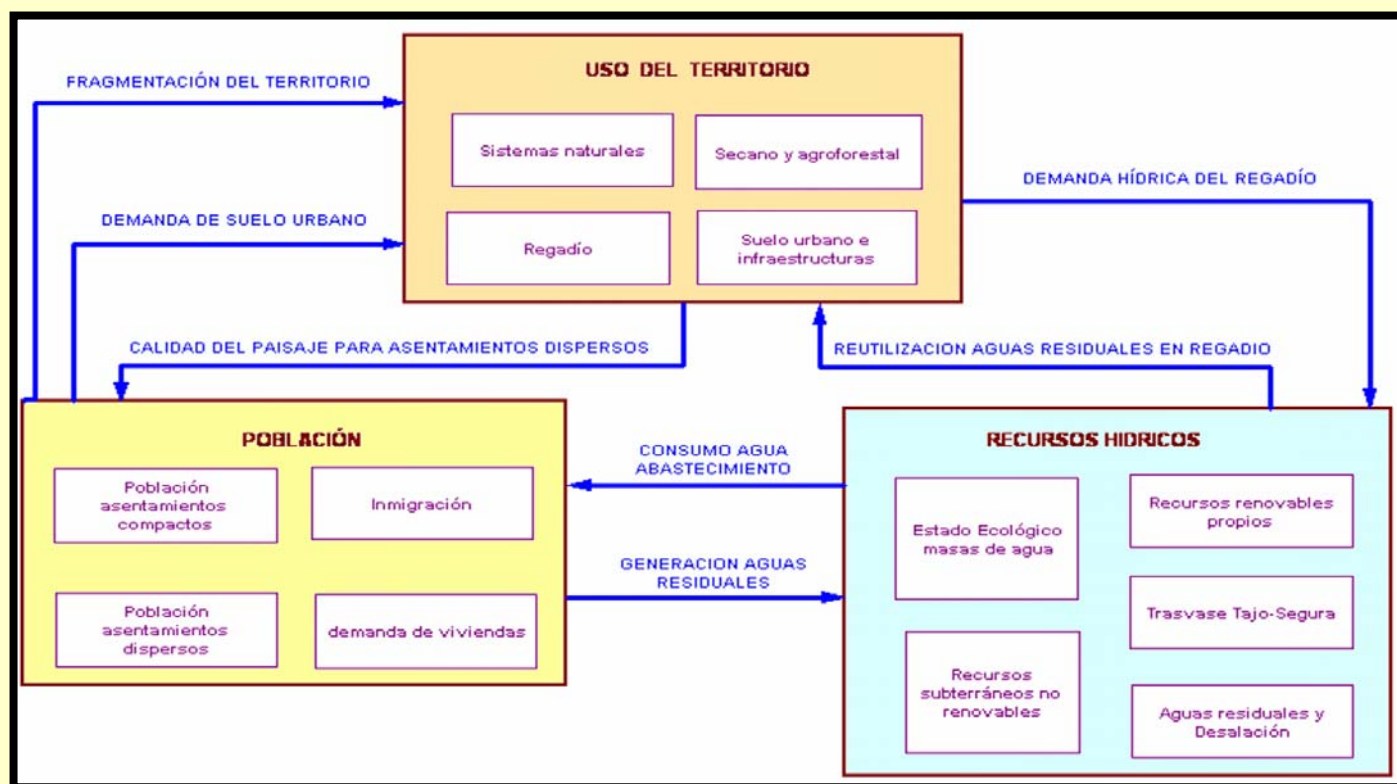 USO DEL TERRITORIO
FRAGMENTACIÓN DEL TERRITORIO
Sistemas naturales
Secano y agroforestal
DEMANDA HÍDRICA DEL REGADÍO
DEMANDA DE SUELO URBANO
Regadío
Suelo urbano e
infraestructuras
CALIDAD DEL PAISAJE PARA ASENTAMIENTOS DISPERSOS
REUTILIZACION AGUAS RESIDUALES EN REGADIO
POBLACIÓN
Población
asentamientos
compactos
Inmigración
Población
asentamientos
dispersos
demanda de viviendas
CONSUMO AGUA
ABASTECIMIENTO
GENERACION AGUAS
RESIDUALES
RECURSOS HIDRICOS
Estado Ecológico
masas de agua
Recursos renovables
propios
Trasvase Tajo-Segura
Recursos
subterráneos no
renovables
Aguas residuales y
Desalación